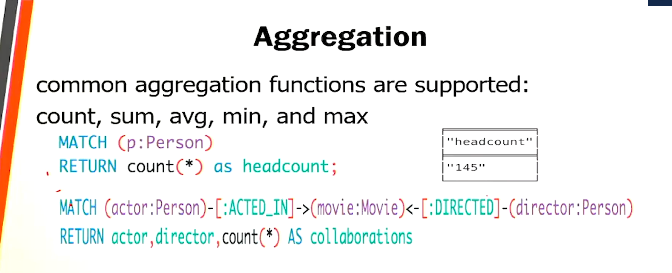 Aggregation
common aggregation functions are supported:
count, sum, avg, min, and max
MATCH (p:Person)
RETURN count(*) as headcount;
"headcount"
"145"
MATCH (actor:Person)-[:ACTED_IN]->(movie:Movie)<-[:DIRECTED]-(director:Person)
RETURN actor,director,count(*) AS collaborations